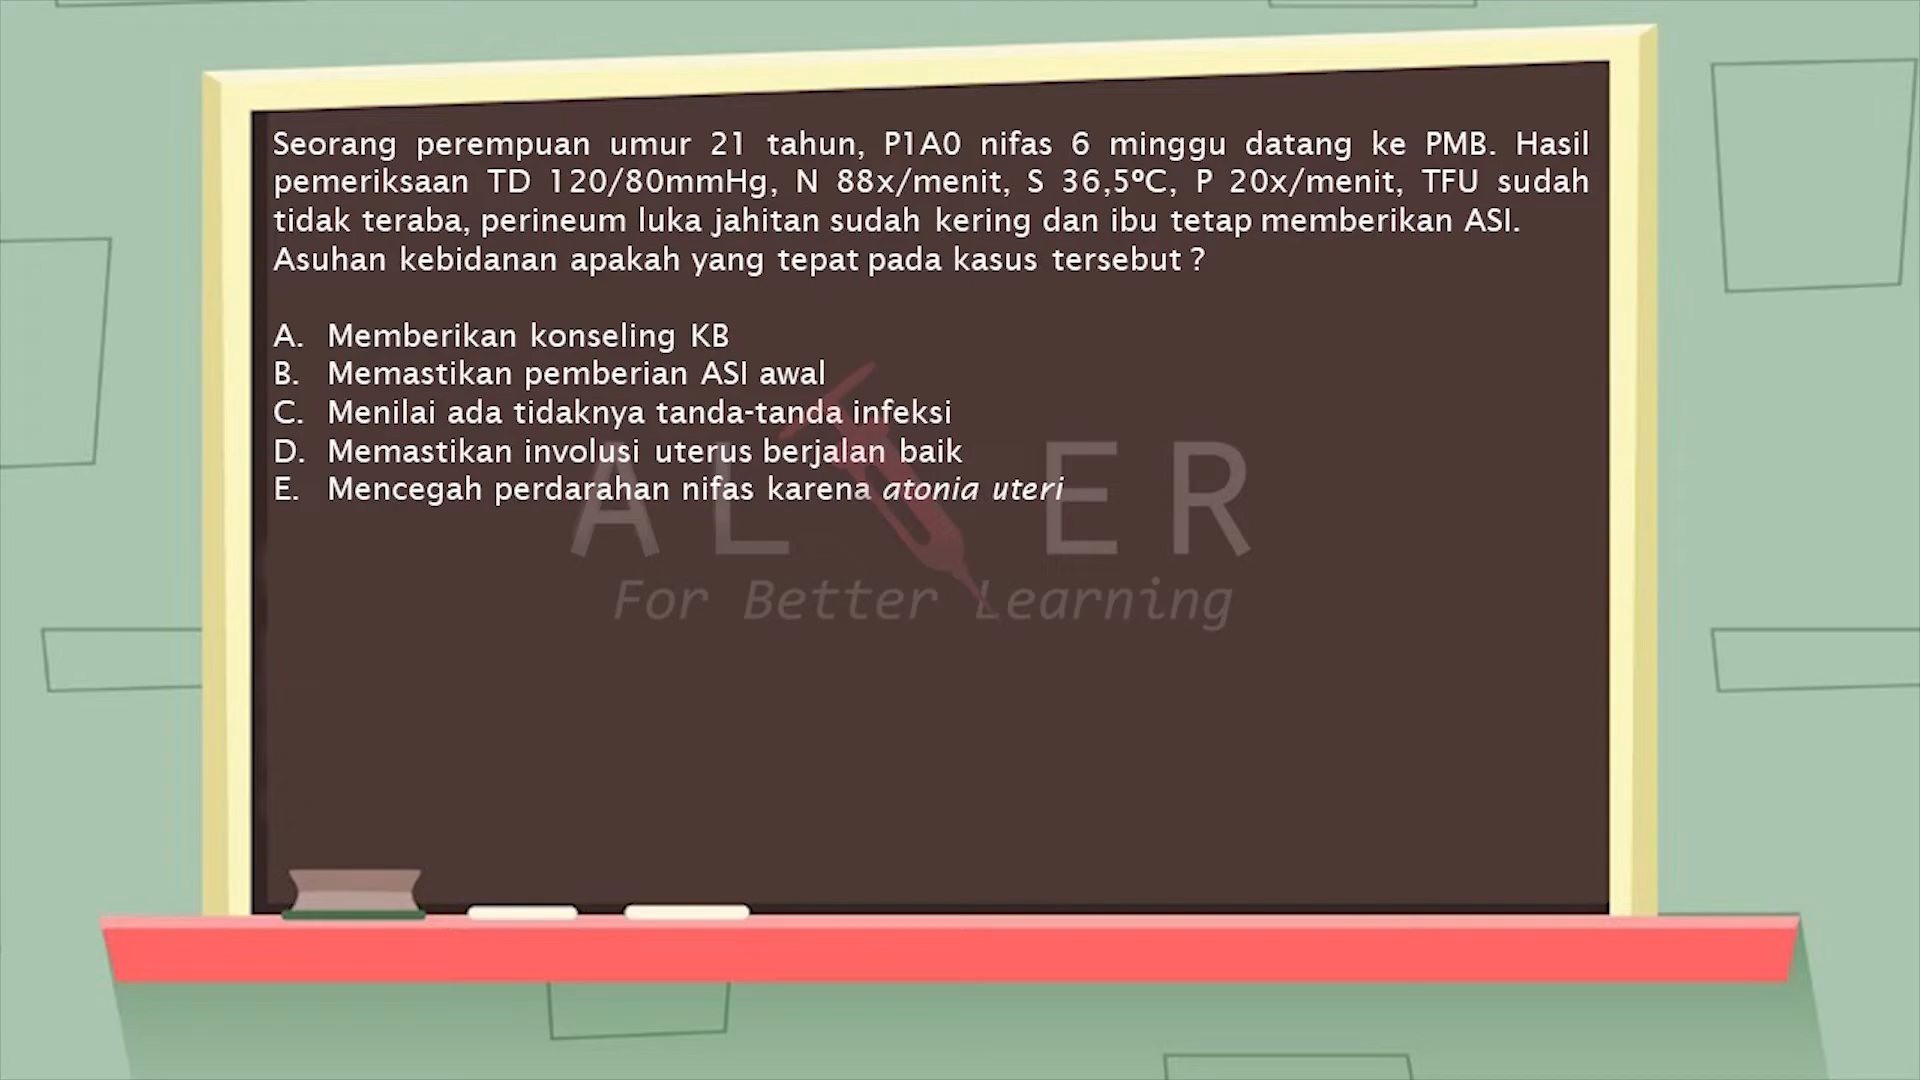 Seorang perempuan umur 21 tahun, P1A0 nifas 6 minggu datang ke PMB. Hasil
pemeriksaan TD 120/80mmHg, N 88x/menit, S 36,5ºC, P 20x/menit, TFU sudah
tidak teraba, perineum luka jahitan sudah kering dan ibu tetap memberikan ASI.
Asuhan kebidanan apakah yang tepat pada kasus tersebut ?
A. Memberikan konseling KB
B. Memastikan pemberian ASI awal
C. Menilai ada tidaknya tanda-tanda infeksi
D. Memastikan involusi uterus berjalan baik
E. Mencegah perdarahan nifas karena atonia uteri
For Better Learning